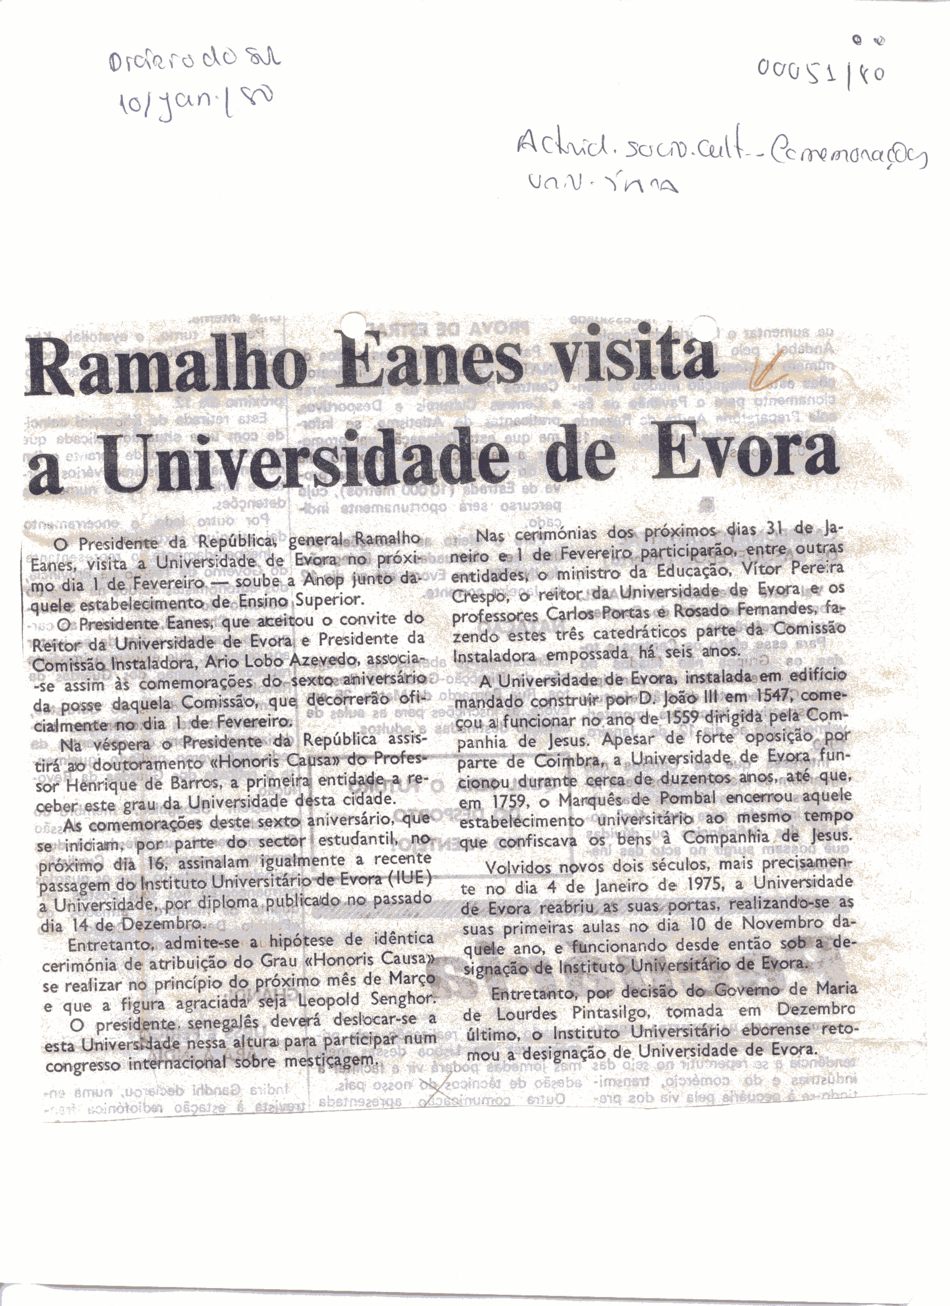 Diário do Sul
10/Jan./80
00051/80
Activid. socio.cult-Comemorações
Univ.
Ramalho Eanes visita
a Universidade de Evora
O Presidente da República, general Ramalho
Eanes, visita a Universidade de Evora no próxi-
mo dia 1 de Fevereiro — soube a Anop junto da-
quele estabelecimento de Ensino Superior.
O Presidente Eanes, que aceitou o convite do
Reitor da Universidade de Evora e Presidente da
Comissão Instaladora, Ario Lobo Azevedo, associa-
-se assim às comemorações do sexto aniversário
da posse daquela Comissão, que decorrerão ofi-
cialmente no dia 1 de Fevereiro.
Na véspera o Presidente da República assis-
tirá ao doutoramento «Honoris Causa» do Profes-
sor Henrique de Barros, a primeira entidade a re-
ceber este grau da Universidade desta cidade.
As comemorações deste sexto aniversário, que
se iniciam, por parte do sector estudantil, no
próximo dia 16, assinalam igualmente a recente
passagem do Instituto Universitário de Evora (IUE)
a Universidade, por diploma publicado no passado
dia 14 de Dezembro.
Entretanto, admite-se a hipótese de idêntica
cerimónia de atribuição do Grau «Honoris Causa»
se realizar no princípio do próximo mês de Março
e que a figura agraciada seja Leopold Senghor.
O presidente senegalês deverá deslocar-se a
esta Universidade nessa altura para participar num
congresso internacional sobre mestiçagem.
Nas cerimónias dos próximos dias 31 de Ja-
neiro e 1 de Fevereiro participarão, entre outras
entidades, o ministro da Educação, Vítor Pereira
Crespo, o reitor da Universidade de Evora e os
professores Carlos Portas e Rosado Fernandes, fa-
zendo estes três catedráticos parte da Comissão
Instaladora empossada há seis anos.
A Universidade de Evora, instalada em edifício
mandado construir por D. João III em 1547, come-
çou a funcionar no ano de 1559 dirigida pela Com-
panhia de Jesus. Apesar de forte oposição por
parte de Coimbra, a Universidade de Evora fun-
cionou durante cerca de duzentos anos, até que,
em 1759, o Marquês de Pombal encerrou aquele
estabelecimento universitário ao mesmo tempo
que confiscava os bens à Companhia de Jesus.
Volvidos novos dois séculos, mais precisamen-
te no dia 4 de Janeiro de 1975, a Universidade
de Evora reabriu as suas portas, realizando-se as
suas primeiras aulas no dia 10 de Novembro da-
quele ano, e funcionando desde então sob a de-
signação de Instituto Universitário de Evora.
Entretanto, por decisão do Governo de Maria
de Lourdes Pintasilgo, tomada em Dezembro
último, o Instituto Universitário eborense reto-
mou a designação de Universidade de Evora.